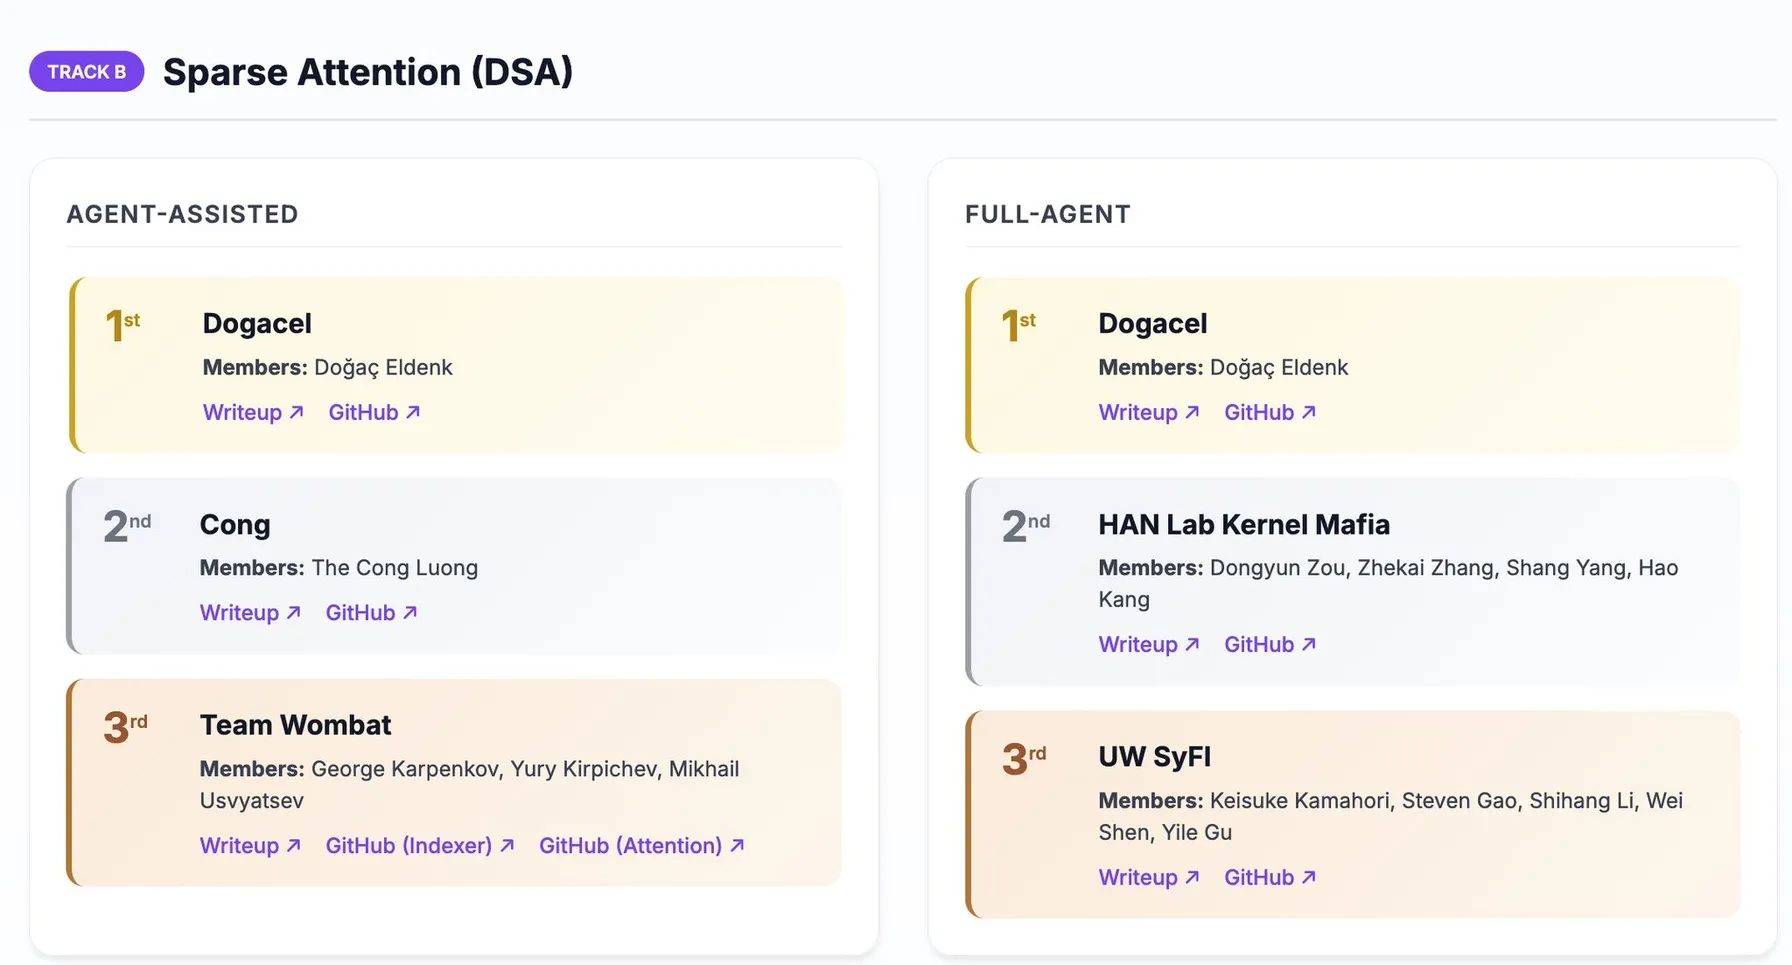 TRACK B Sparse Attention (DSA)
AGENT-ASSISTED
1st Dogacel
Members: Doğaç Eldenk
Writeup ↗ GitHub ↗
2nd Cong
Members: The Cong Luong
Writeup ↗ GitHub ↗
3rd Team Wombat
Members: George Karpenkov, Yury Kirpichev, Mikhail
Usvyatsev
Writeup ↗ GitHub (Indexer) ↗ GitHub (Attention) ↗
FULL-AGENT
1st Dogacel
Members: Doğaç Eldenk
Writeup ↗ GitHub ↗
2nd HAN Lab Kernel Mafia
Members: Dongyun Zou, Zhekai Zhang, Shang Yang, Hao
Kang
Writeup ↗ GitHub ↗
3rd UW SyFI
Members: Keisuke Kamahori, Steven Gao, Shihang Li, Wei
Shen, Yile Gu
Writeup ↗ GitHub ↗